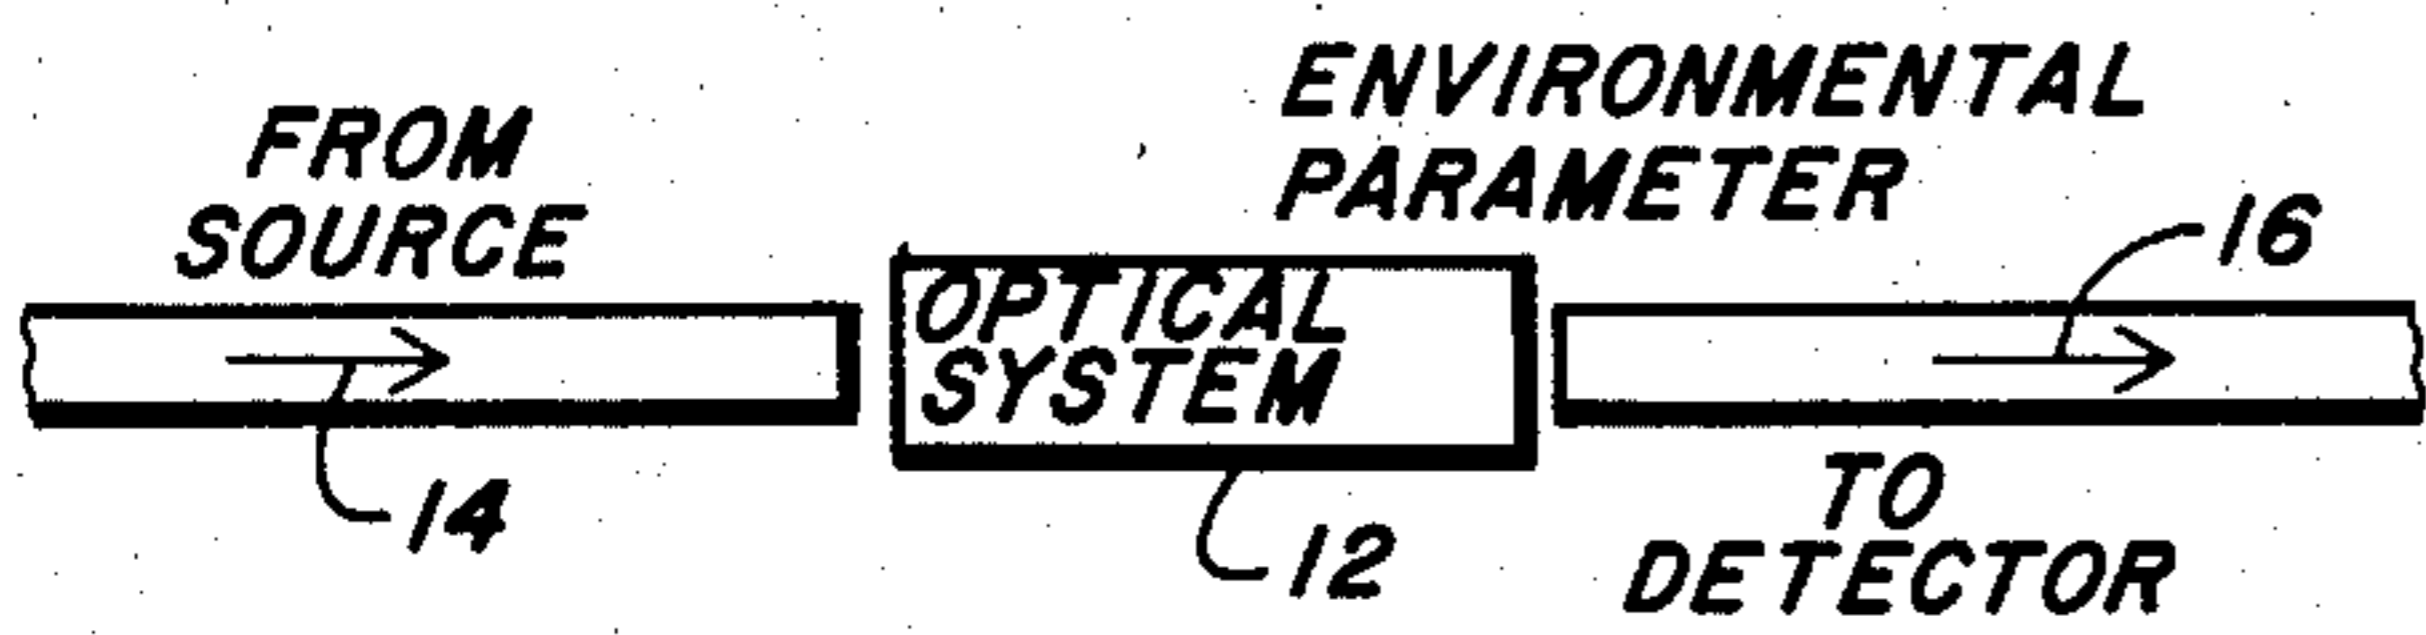 FROM
SOURCE
ENVIRONMENTAL
PARAMETER
16
OPTICAL
SYSTEM
14
12
TO
DETECTOR